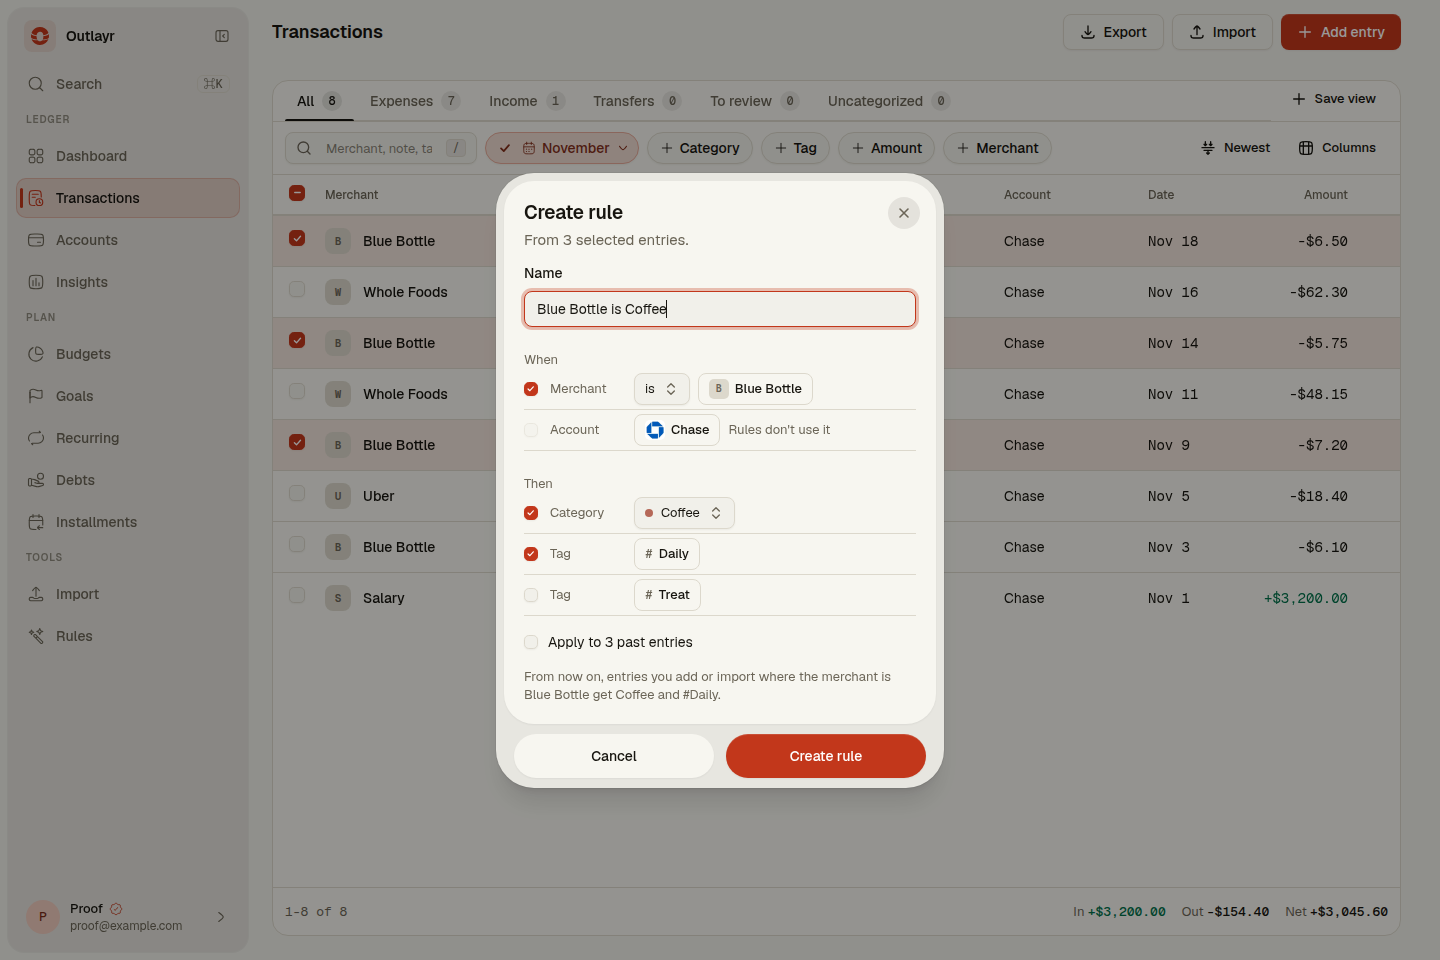 Outlayr
Search ⌘K
LEDGER
Dashboard
Transactions
Accounts
Insights
PLAN
Budgets
Goals
Recurring
Debts
Installments
TOOLS
Import
Rules
P
Proof
proof@example.com
Transactions
Export Import Add entry
All 8 Expenses 7 Income 1 Transfers 0 To review 0 Uncategorized 0 Save view
Merchant, note, ta / November Category Tag Amount Merchant Newest Columns
Merchant Account Date Amount
B Blue Bottle Chase Nov 18 -$6.50
W Whole Foods Chase Nov 16 -$62.30
B Blue Bottle Chase Nov 14 -$5.75
W Whole Foods Chase Nov 11 -$48.15
B Blue Bottle Chase Nov 9 -$7.20
U Uber Chase Nov 5 -$18.40
B Blue Bottle Chase Nov 3 -$6.10
S Salary Chase Nov 1 +$3,200.00
1-8 of 8 In +$3,200.00 Out -$154.40 Net +$3,045.60
Create rule
From 3 selected entries.
Name
Blue Bottle is Coffee
When
Merchant is B Blue Bottle
Account Chase Rules don't use it
Then
Category Coffee
Tag # Daily
Tag # Treat
Apply to 3 past entries
From now on, entries you add or import where the merchant is
Blue Bottle get Coffee and #Daily.
Cancel Create rule